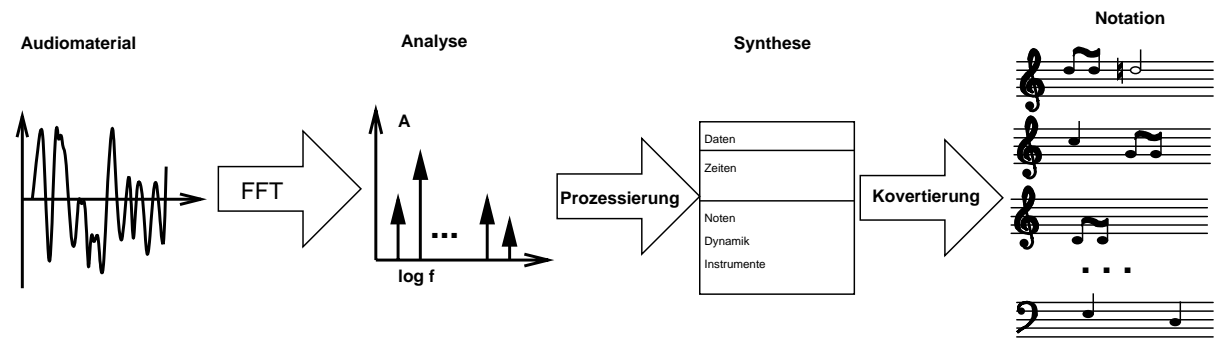 Audiomaterial
Analyse
Synthese
Notation
FFT
A
...
log f
Prozessierung
Daten
Zeiten
Noten
Dynamik
Instrumente
Kovertierung
. . .